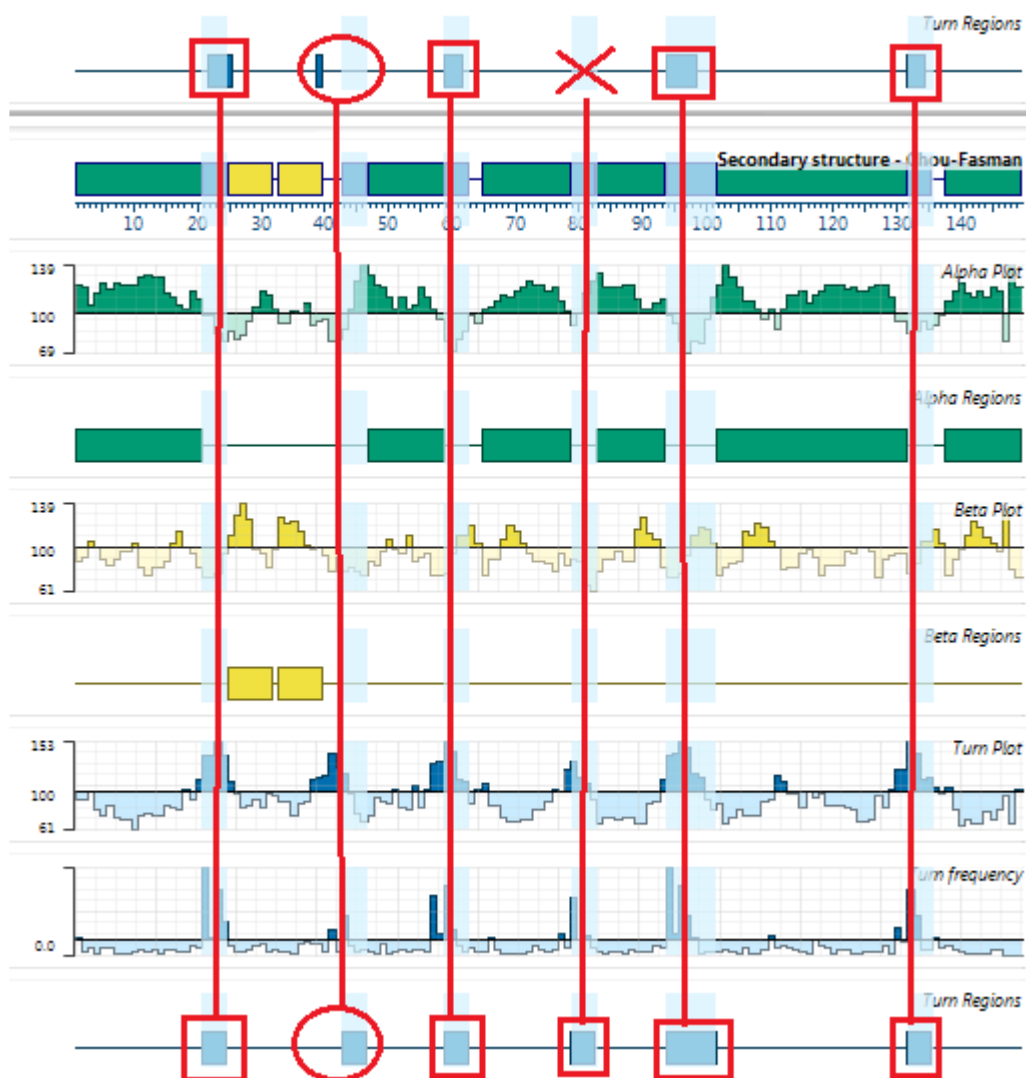 Turn Regions
Secondary structure - Chou-Fasman
10 20 30 40 50 60 70 80 90 100 110 120 130 140
139
Alpha Plot
100
69
Alpha Regions
139
Beta Plot
100
61
Beta Regions
153
Turn Plot
100
61
Turn frequency
0.0
Turn Regions